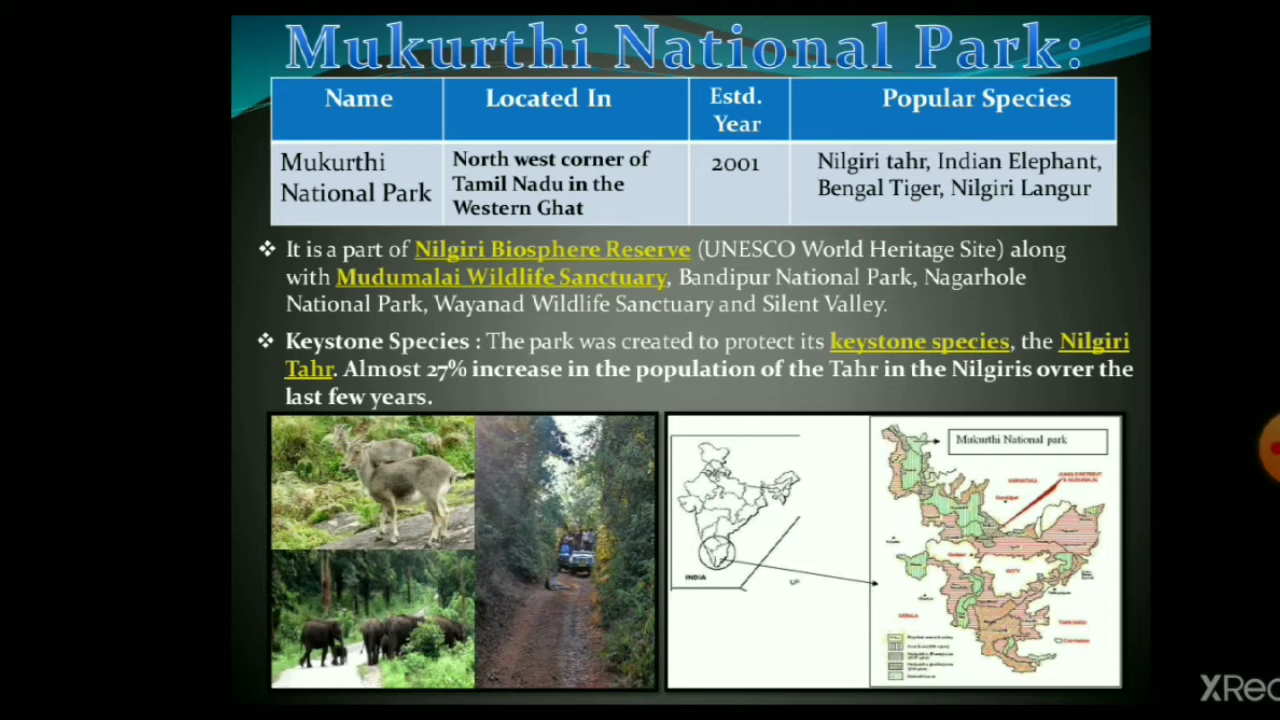 Mukurthi National Park:
Name Located In Estd. Year Popular Species
Mukurthi National Park
North west corner of
Tamil Nadu in the
Western Ghat
2001
Nilgiri tahr, Indian Elephant,
Bengal Tiger, Nilgiri Langur
❖ It is a part of Nilgiri Biosphere Reserve (UNESCO World Heritage Site) along
with Mudumalai Wildlife Sanctuary, Bandipur National Park, Nagarhole
National Park, Wayanad Wildlife Sanctuary and Silent Valley.
❖ Keystone Species : The park was created to protect its keystone species, the Nilgiri
Tahr. Almost 27% increase in the population of the Tahr in the Nilgiris ovrer the
last few years.
Mukurthi National park
KARNATAKA
INDIA
UP
OOTY
KERALA
TAMIL NADU
XRec